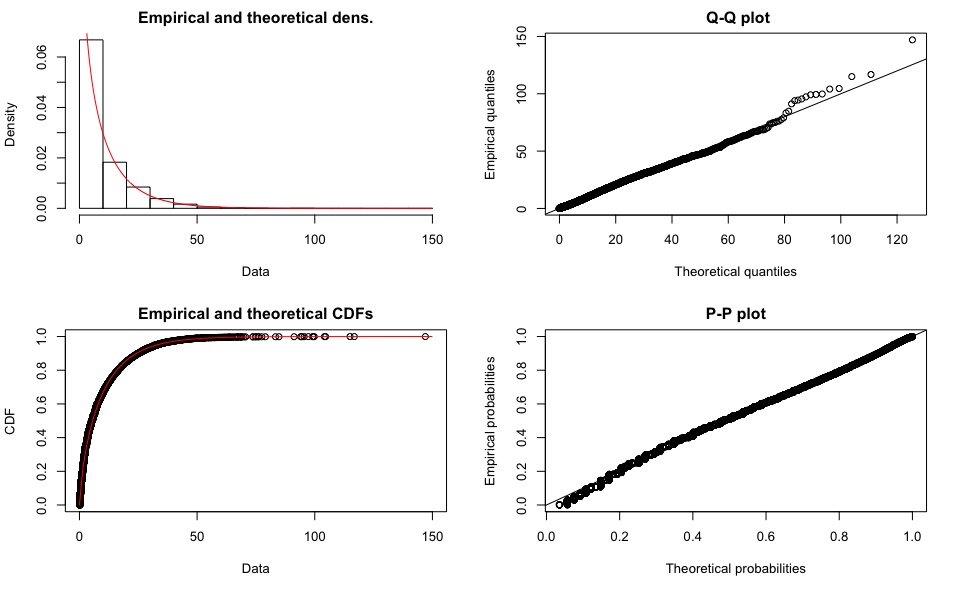 Empirical and theoretical dens.
Density
0.00 0.02 0.04 0.06
0 50 100 150
Data
Q-Q plot
Empirical quantiles
0 50 100 150
0 20 40 60 80 100 120
Theoretical quantiles
Empirical and theoretical CDFs
CDF
0.0 0.2 0.4 0.6 0.8 1.0
0 50 100 150
Data
P-P plot
Empirical probabilities
0.0 0.2 0.4 0.6 0.8 1.0
0.0 0.2 0.4 0.6 0.8 1.0
Theoretical probabilities